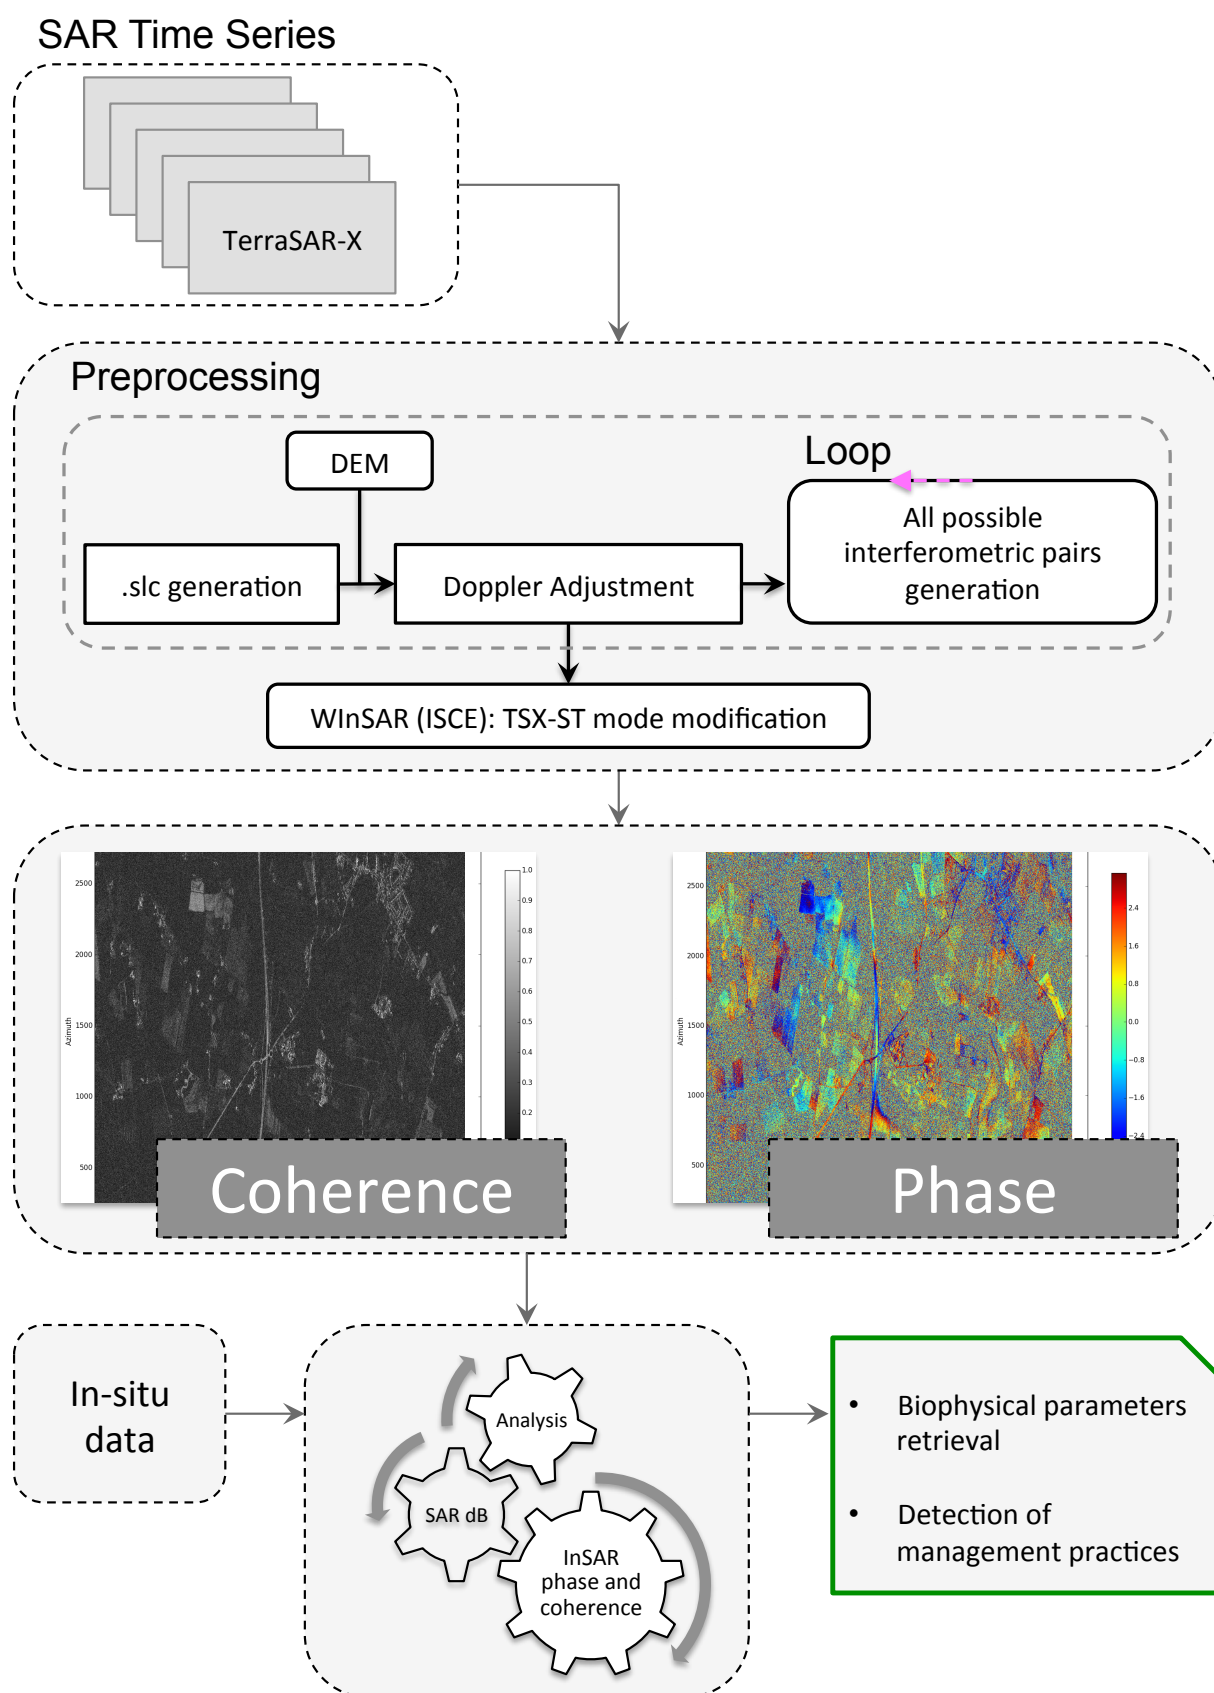 SAR Time Series
TerraSAR-X
Preprocessing
DEM
Loop
.slc generation
Doppler Adjustment
All possible
interferometric pairs
generation
WInSAR (ISCE): TSX-ST mode modification
2500
2000
1500
1000
500
Azimuth
1.0
0.9
0.8
0.7
0.6
0.5
0.4
0.3
0.2
Coherence
2500
2000
1500
1000
500
Azimuth
2.4
1.6
0.8
0.0
−0.8
−1.6
−2.4
Phase
In-situ
data
Analysis
SAR dB
InSAR
phase and
coherence
• Biophysical parameters
retrieval
• Detection of
management practices